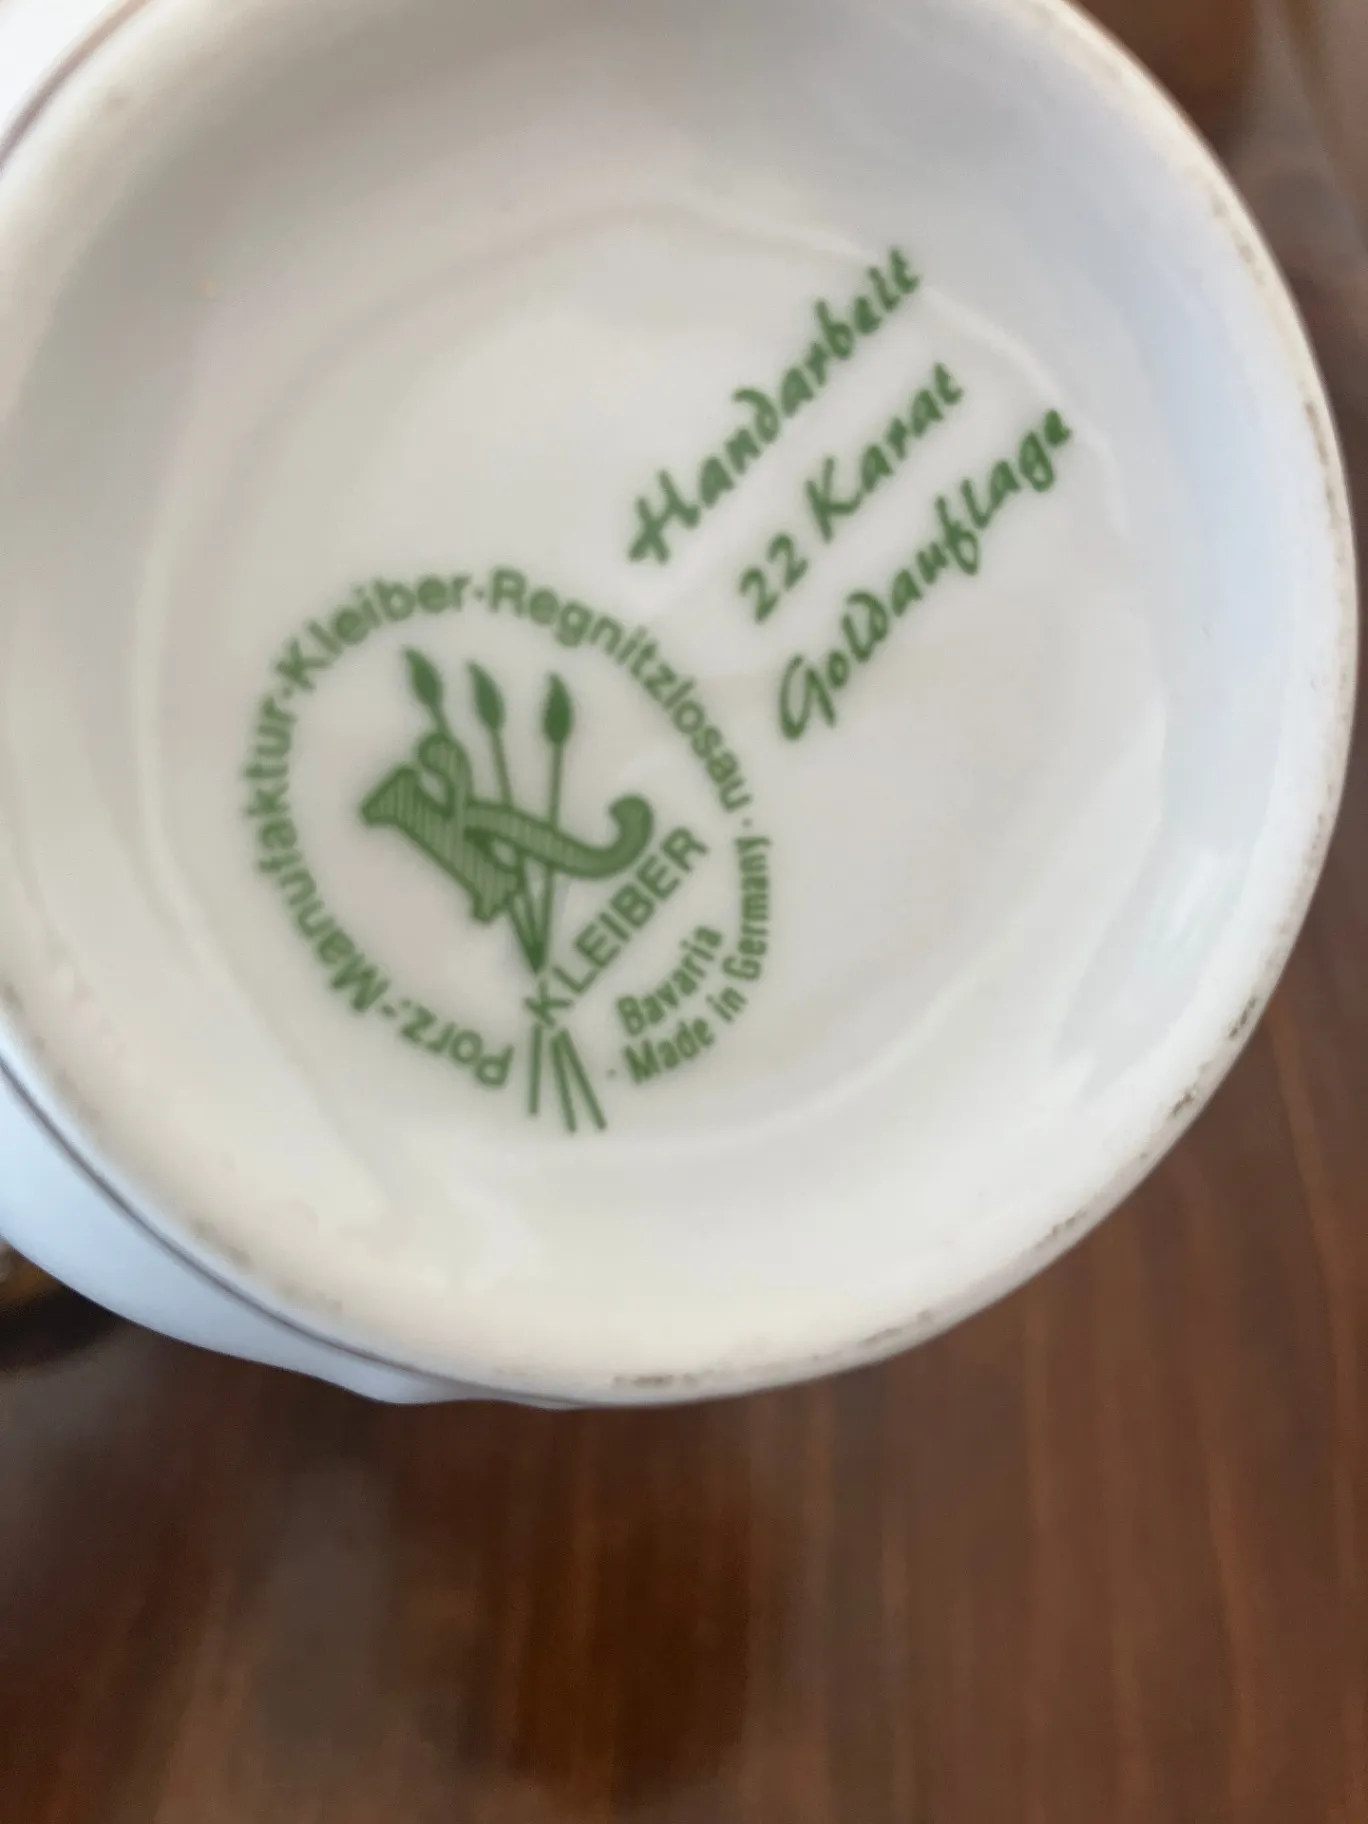 Handarbeit
22 Karat
Goldauflage
Porz.-Manufaktur·Kleiber·Regnitzlosau·
K
KLEIBER
Bavaria
·Made in Germany·